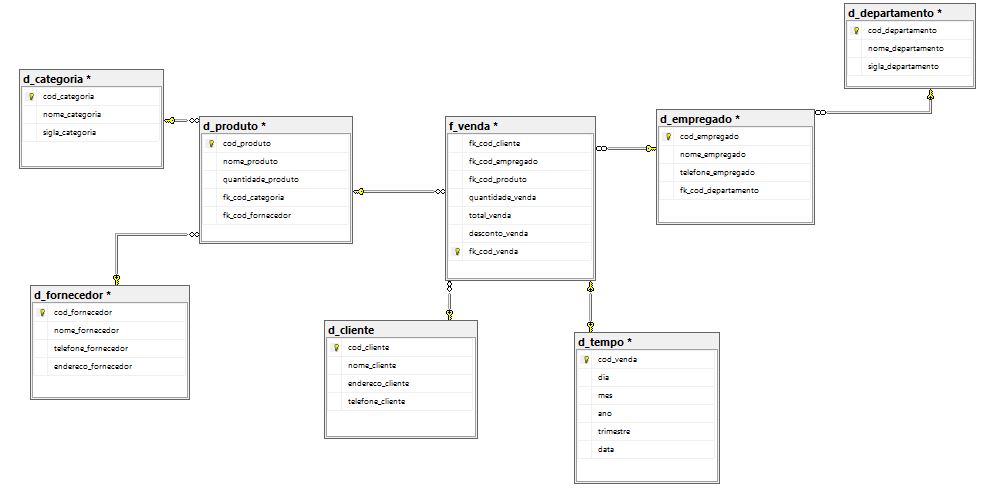 d_departamento *
cod_departamento
nome_departamento
sigla_departamento
d_categoria *
cod_categoria
nome_categoria
sigla_categoria
d_produto *
cod_produto
nome_produto
quantidade_produto
fk_cod_categoria
fk_cod_fornecedor
f_venda *
fk_cod_cliente
fk_cod_empregado
fk_cod_produto
quantidade_venda
total_venda
desconto_venda
fk_cod_venda
d_empregado *
cod_empregado
nome_empregado
telefone_empregado
fk_cod_departamento
d_fornecedor *
cod_fornecedor
nome_fornecedor
telefone_fornecedor
endereco_fornecedor
d_cliente
cod_cliente
nome_cliente
endereco_cliente
telefone_cliente
d_tempo *
cod_venda
dia
mes
ano
trimestre
data